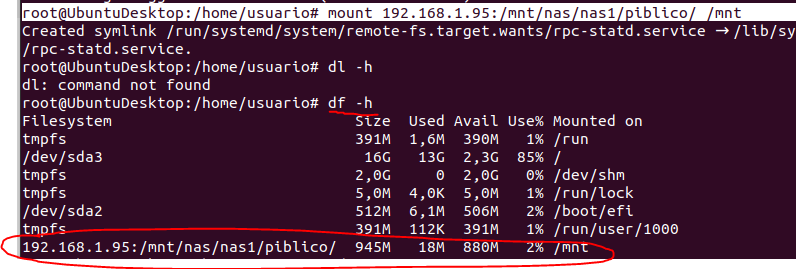 root@UbuntuDesktop:/home/usuario# mount 192.168.1.95:/mnt/nas/nas1/piblico/ /mnt
Created symlink /run/systemd/system/remote-fs.target.wants/rpc-statd.service → /lib/sy
/rpc-statd.service.
root@UbuntuDesktop:/home/usuario# dl -h
dl: command not found
root@UbuntuDesktop:/home/usuario# df -h
Filesystem Size Used Avail Use% Mounted on
tmpfs 391M 1,6M 390M 1% /run
/dev/sda3 16G 13G 2,3G 85% /
tmpfs 2,0G 0 2,0G 0% /dev/shm
tmpfs 5,0M 4,0K 5,0M 1% /run/lock
/dev/sda2 512M 6,1M 506M 2% /boot/efi
tmpfs 391M 112K 391M 1% /run/user/1000
192.168.1.95:/mnt/nas/nas1/piblico/ 945M 18M 880M 2% /mnt